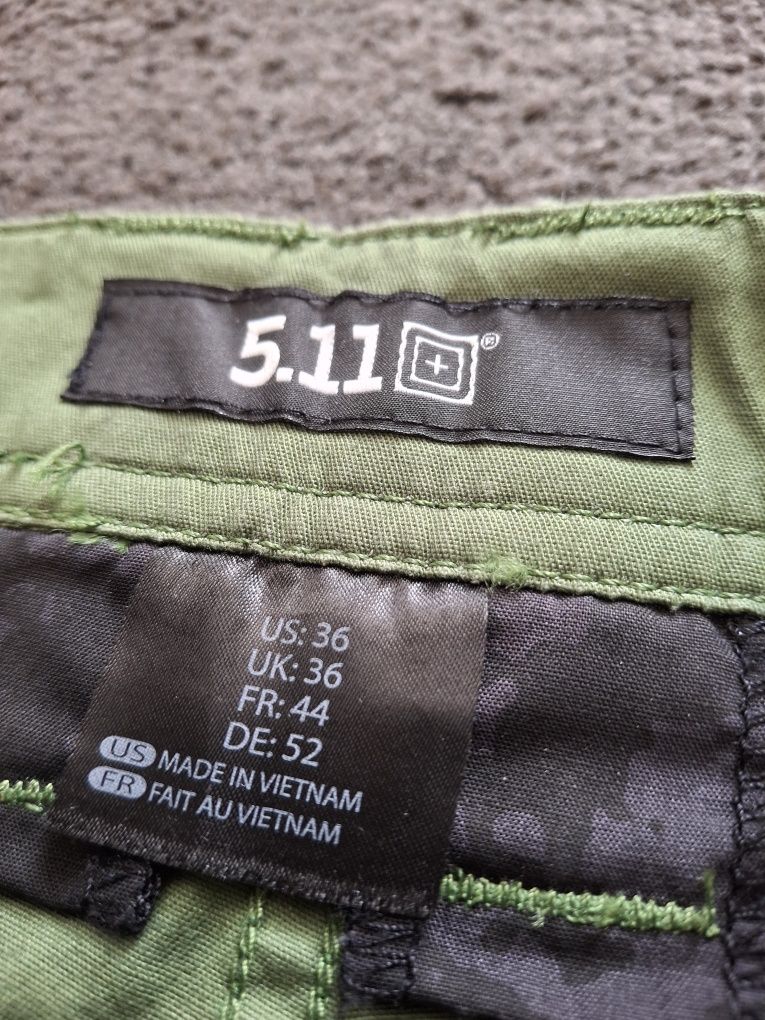 5.11®
US: 36
UK: 36
FR: 44
DE: 52
US MADE IN VIETNAM
FR FAIT AU VIETNAM